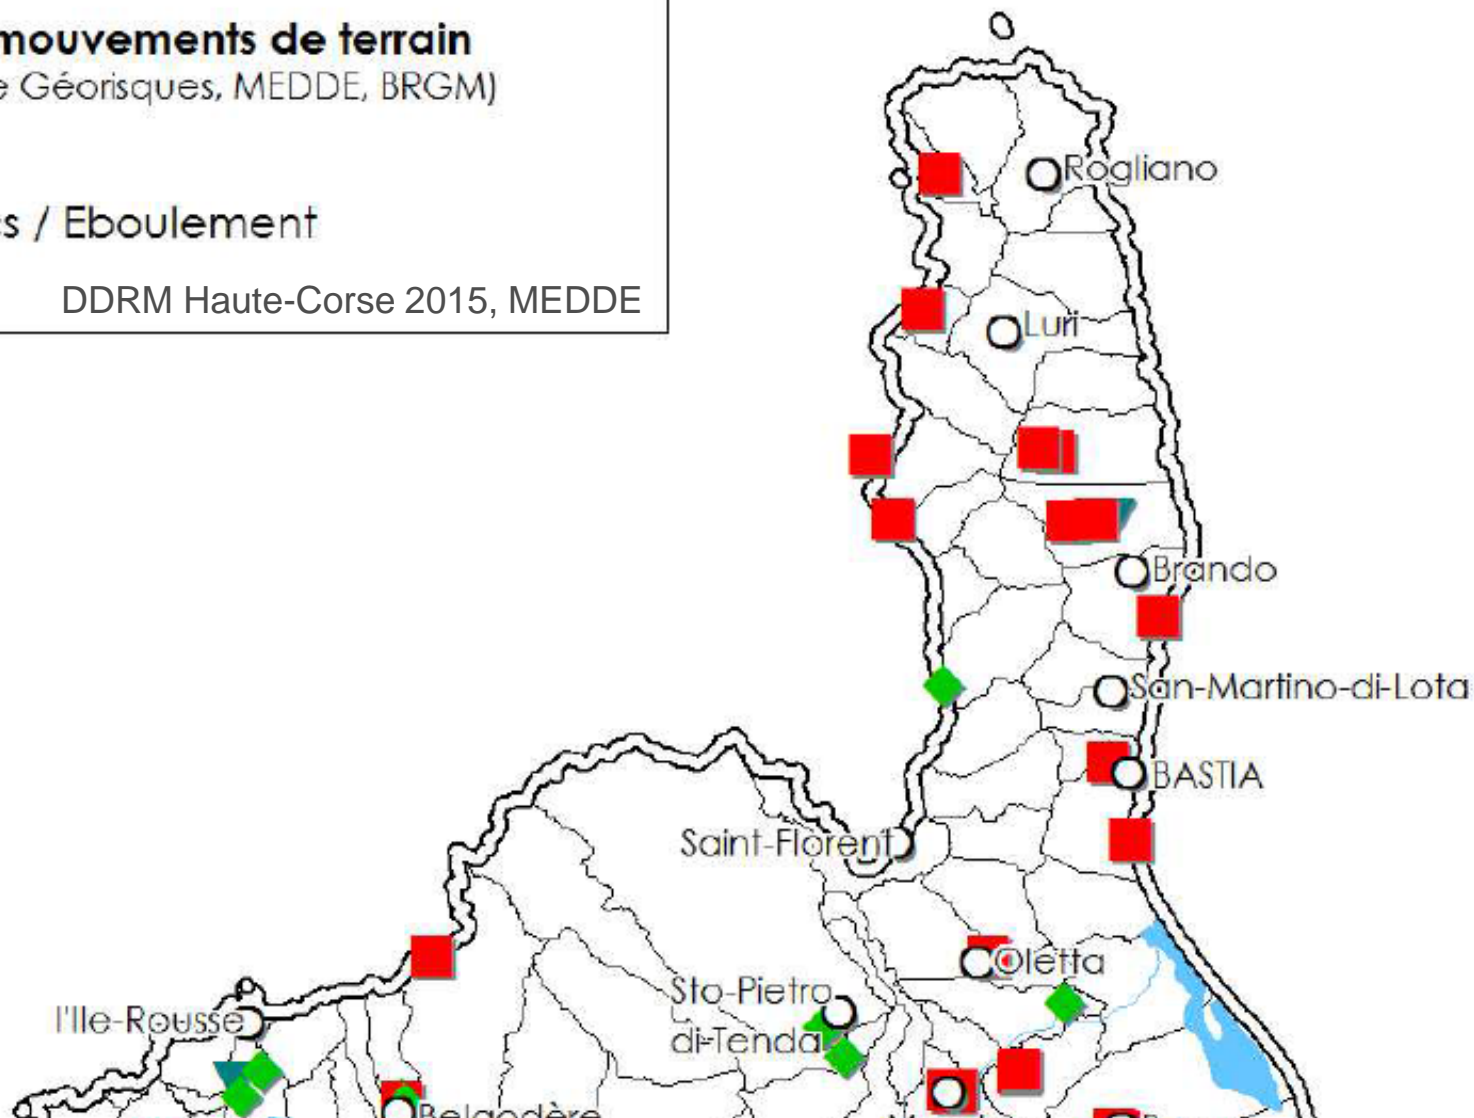 mouvements de terrain
Géorisques, MEDDE, BRGM)
/ Eboulement
DDRM Haute-Corse 2015, MEDDE
Rogliano
Luri
Brando
San-Martino-di-Lota
BASTIA
Saint-Florent
Oletta
Sto-Pietro
di-Tenda
l'Ile-Rousse
Belgodère